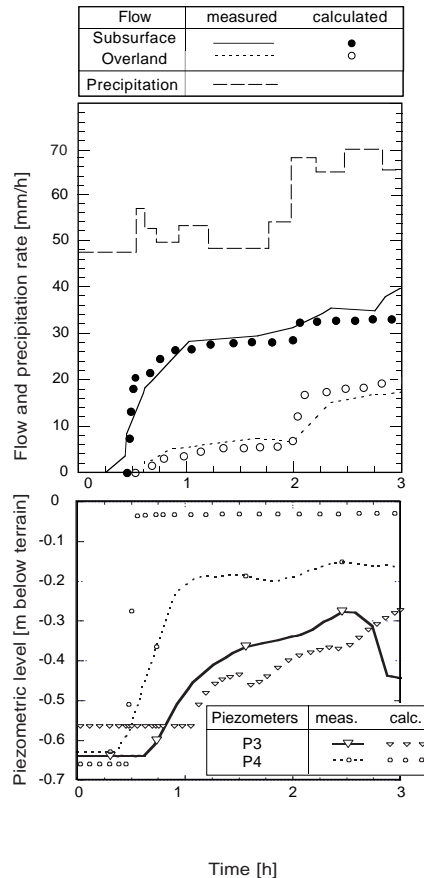 Flow measured calculated
Subsurface
Overland
Precipitation
Flow and precipitation rate [mm/h]
70
60
50
40
30
20
10
0
0 1 2 3
Piezometric level [m below terrain]
0
-0.1
-0.2
-0.3
-0.4
-0.5
-0.6
-0.7
Piezometers meas. calc.
P3
P4
0 1 2 3
Time [h]